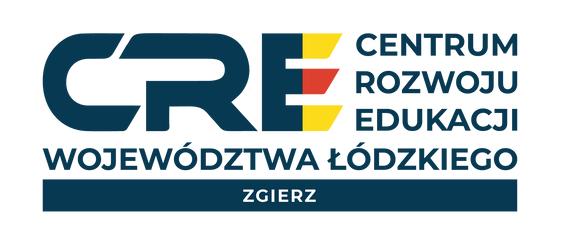 CRE
CENTRUM
ROZWOJU
EDUKACJI
WOJEWÓDZTWA ŁÓDZKIEGO
ZGIERZ